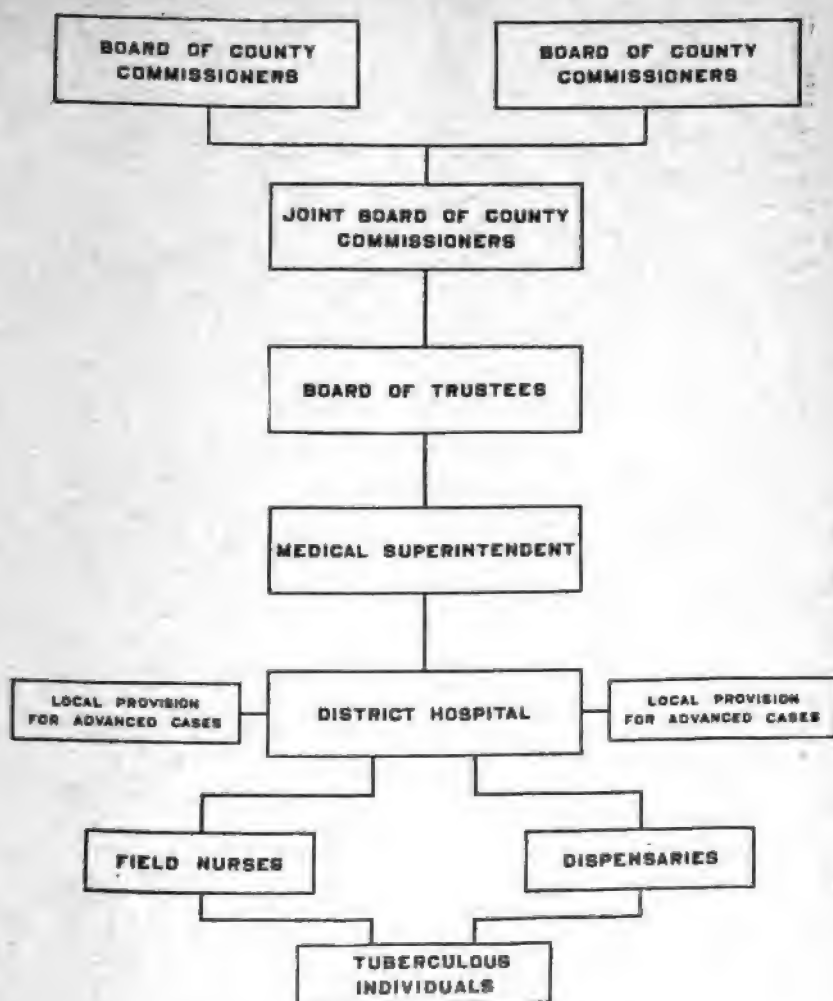 BOARD OF COUNTY
COMMISSIONERS
BOARD OF COUNTY
COMMISSIONERS
JOINT BOARD OF COUNTY
COMMISSIONERS
BOARD OF TRUSTEES
MEDICAL SUPERINTENDENT
LOCAL PROVISION
FOR ADVANCED CASES
DISTRICT HOSPITAL
LOCAL PROVISION
FOR ADVANCED CASES
FIELD NURSES
DISPENSARIES
TUBERCULOUS
INDIVIDUALS